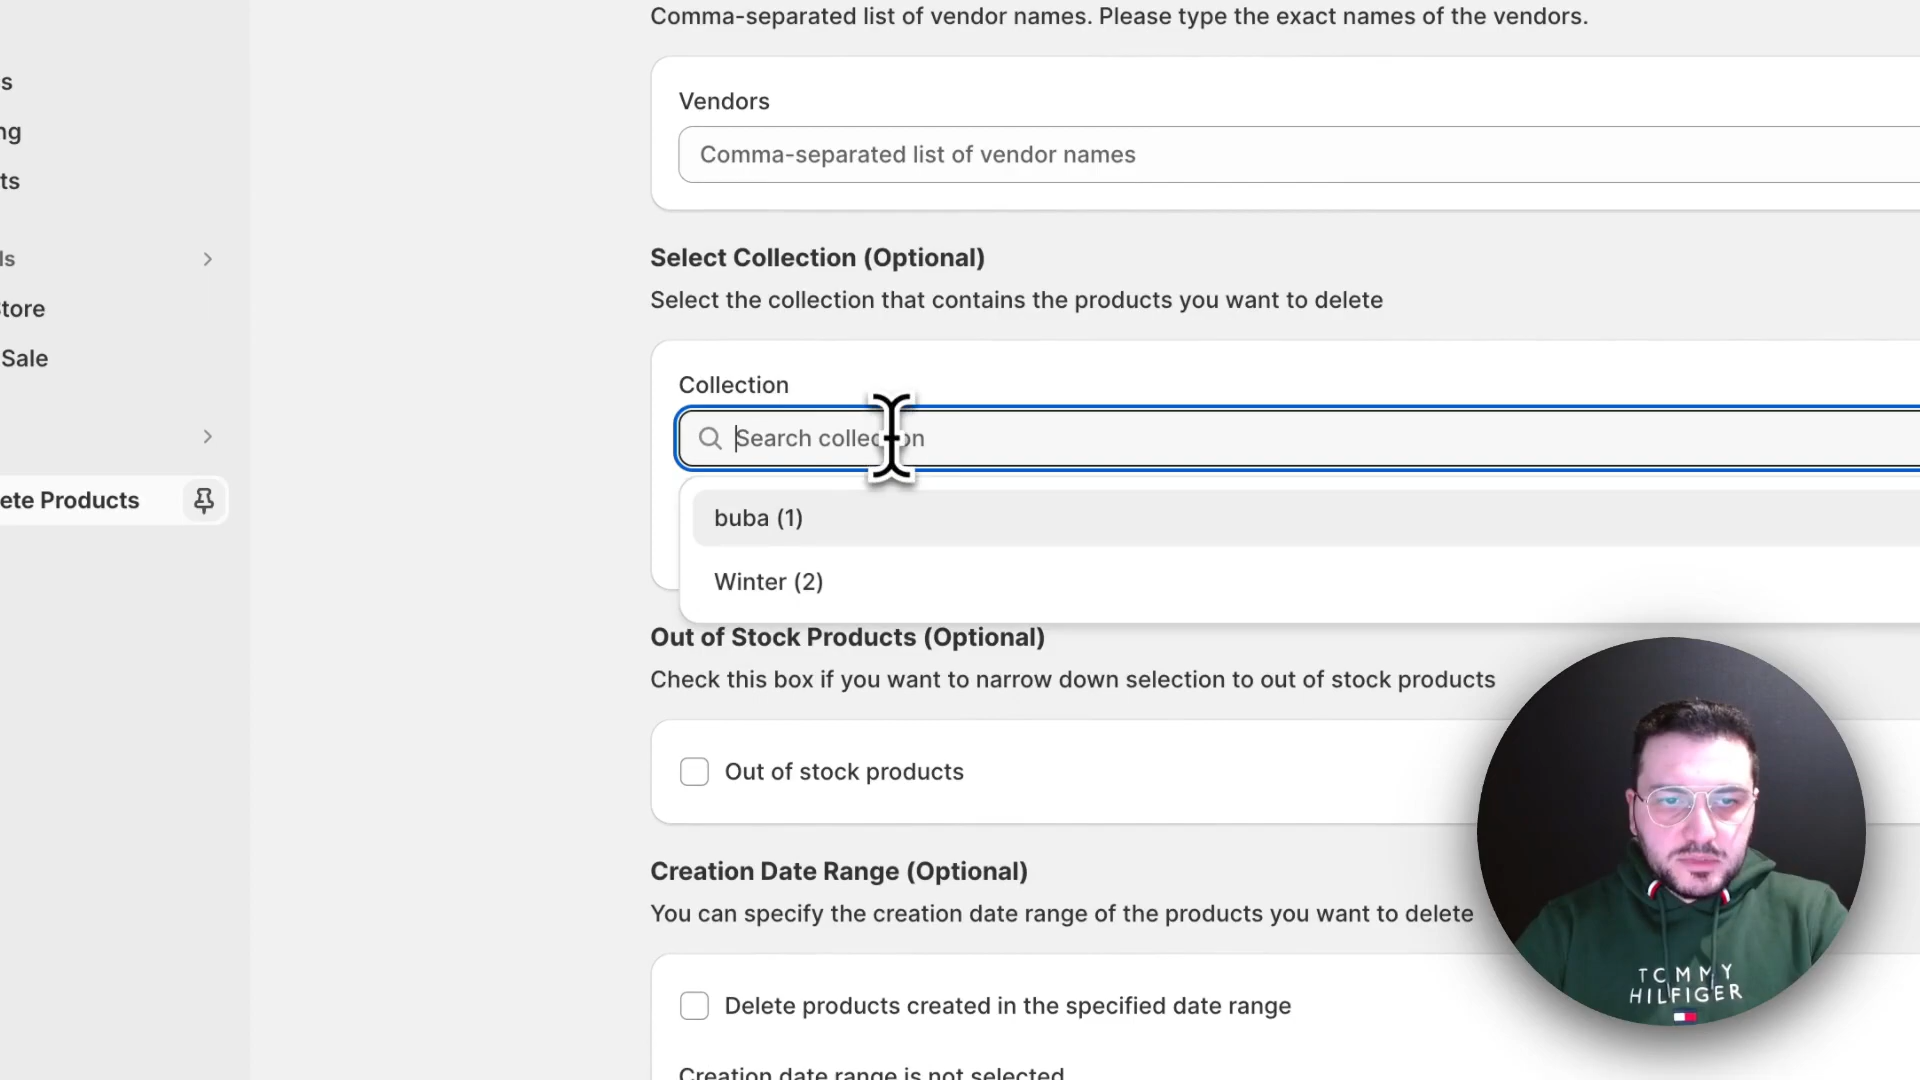 Comma-separated list of vendor names. Please type the exact names of the vendors.
s
Vendors
ng
Comma-separated list of vendor names
ts
Select Collection (Optional)
ls
Select the collection that contains the products you want to delete
tore
Sale
Collection
Search collection
ete Products
buba (1)
Winter (2)
Out of Stock Products (Optional)
Check this box if you want to narrow down selection to out of stock products
Out of stock products
Creation Date Range (Optional)
You can specify the creation date range of the products you want to delete
TOMMY
HILFIGER
Delete products created in the specified date range
Creation date range is not selected